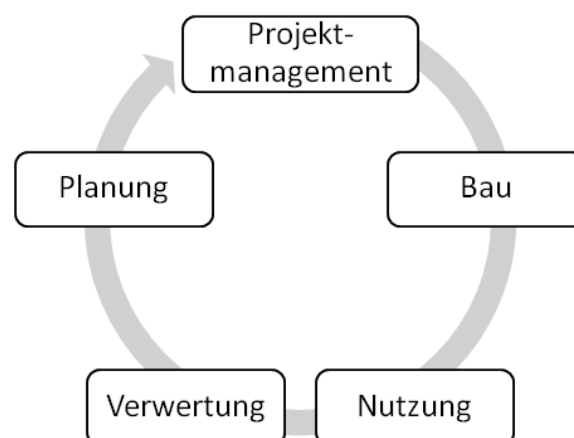 Projekt-
management
Planung
Bau
Verwertung
Nutzung